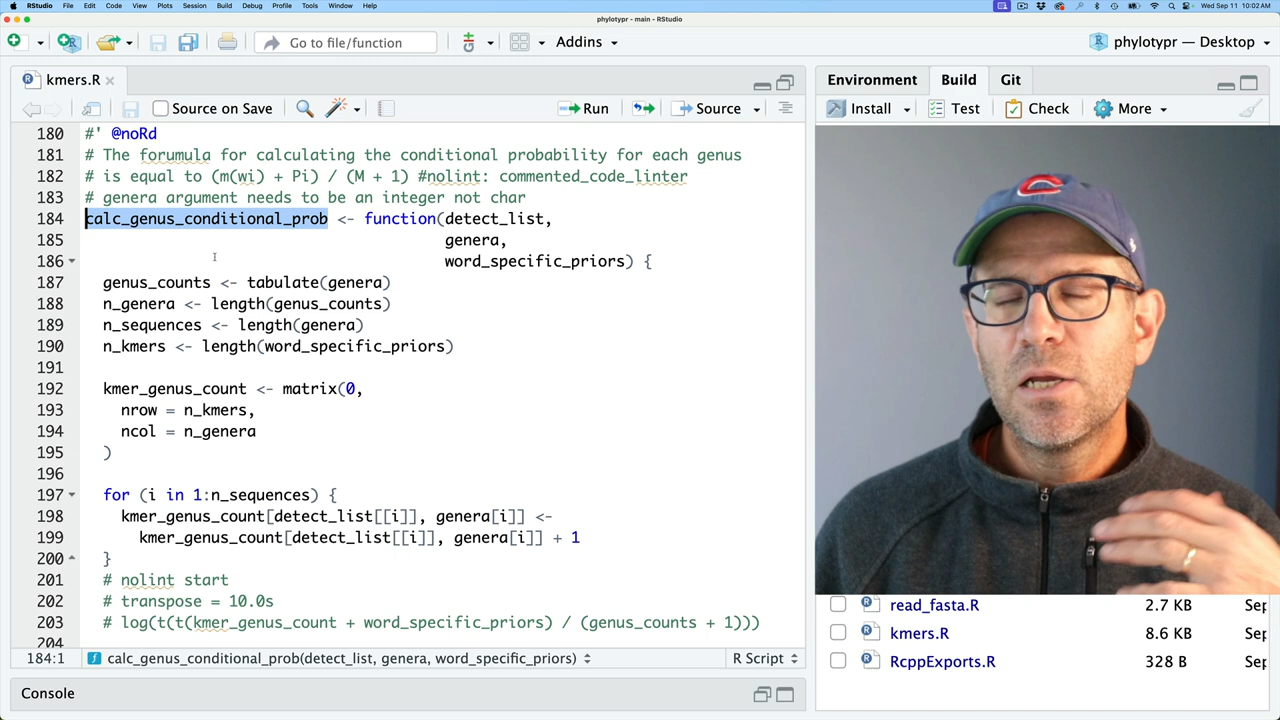 RStudio File Edit Code View Plots Session Build Debug Profile Tools Window Help
Wed Sep 11 10:02 AM
phylotypr - main - RStudio
Go to file/function
Addins
phylotypr — Desktop
kmers.R
Source on Save
Run
Source
180 #' @noRd
181 # The forumula for calculating the conditional probability for each genus
182 # is equal to (m(wi) + Pi) / (M + 1) #nolint: commented_code_linter
183 # genera argument needs to be an integer not char
184 calc_genus_conditional_prob <- function(detect_list,
185 genera,
186 word_specific_priors) {
187 genus_counts <- tabulate(genera)
188 n_genera <- length(genus_counts)
189 n_sequences <- length(genera)
190 n_kmers <- length(word_specific_priors)
191
192 kmer_genus_count <- matrix(0,
193 nrow = n_kmers,
194 ncol = n_genera
195 )
196
197 for (i in 1:n_sequences) {
198 kmer_genus_count[detect_list[[i]], genera[i]] <-
199 kmer_genus_count[detect_list[[i]], genera[i]] + 1
200 }
201 # nolint start
202 # transpose = 10.0s
203 # log(t(t(kmer_genus_count + word_specific_priors) / (genus_counts + 1)))
204
184:1 calc_genus_conditional_prob(detect_list, genera, word_specific_priors) R Script
Console
Environment Build Git
Install Test Check More
read_fasta.R 2.7 KB Sep
kmers.R 8.6 KB Sep
RcppExports.R 328 B Sep